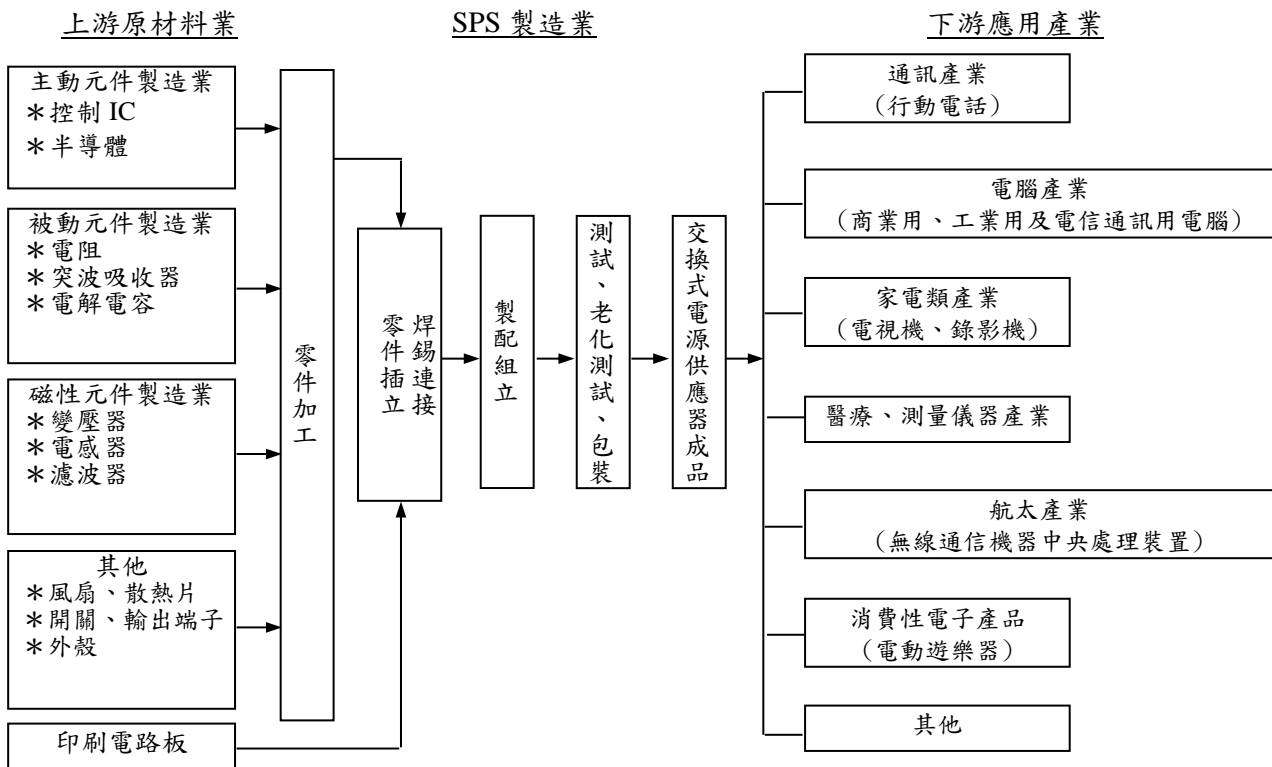 上游原材料業
SPS 製造業
下游應用產業
主動元件製造業
＊控制 IC
＊半導體
被動元件製造業
＊電阻
＊突波吸收器
＊電解電容
磁性元件製造業
＊變壓器
＊電感器
＊濾波器
其他
＊風扇、散熱片
＊開關、輸出端子
＊外殼
印刷電路板
零件加工
零件插立
焊錫連接
製配組立
測試、老化測試、包裝
交換式電源供應器成品
通訊產業
（行動電話）
電腦產業
（商業用、工業用及電信通訊用電腦）
家電類產業
（電視機、錄影機）
醫療、測量儀器產業
航太產業
（無線通信機器中央處理裝置）
消費性電子產品
（電動遊樂器）
其他